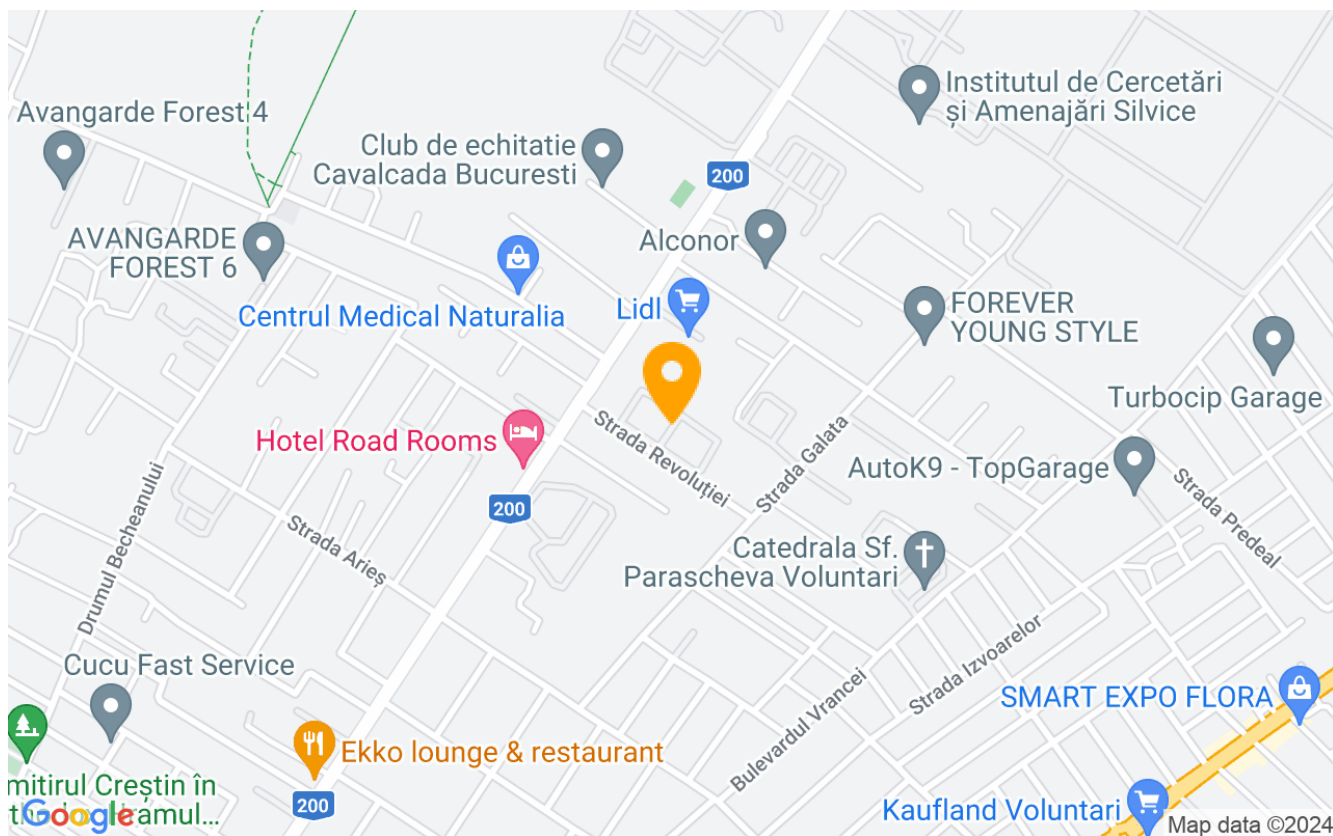 Institutul de Cercetări
și Amenajări Silvice
Avangarde Forest 4
Club de echitatie
Cavalcada Bucuresti
200
AVANGARDE
FOREST 6
Alconor
Centrul Medical Naturalia
Lidl
FOREVER
YOUNG STYLE
Turbocip Garage
Hotel Road Rooms
Strada Revoluției
Strada Galata
AutoK9 - TopGarage
Strada Predeal
Drumul Becheanului
200
Strada Arieș
Catedrala Sf.
Parascheva Voluntari
Strada Izvoarelor
Cucu Fast Service
Bulevardul Vrancei
SMART EXPO FLORA
Ekko lounge & restaurant
mitirul Creștin în
200
Google
Kaufland Voluntari
Map data ©2024